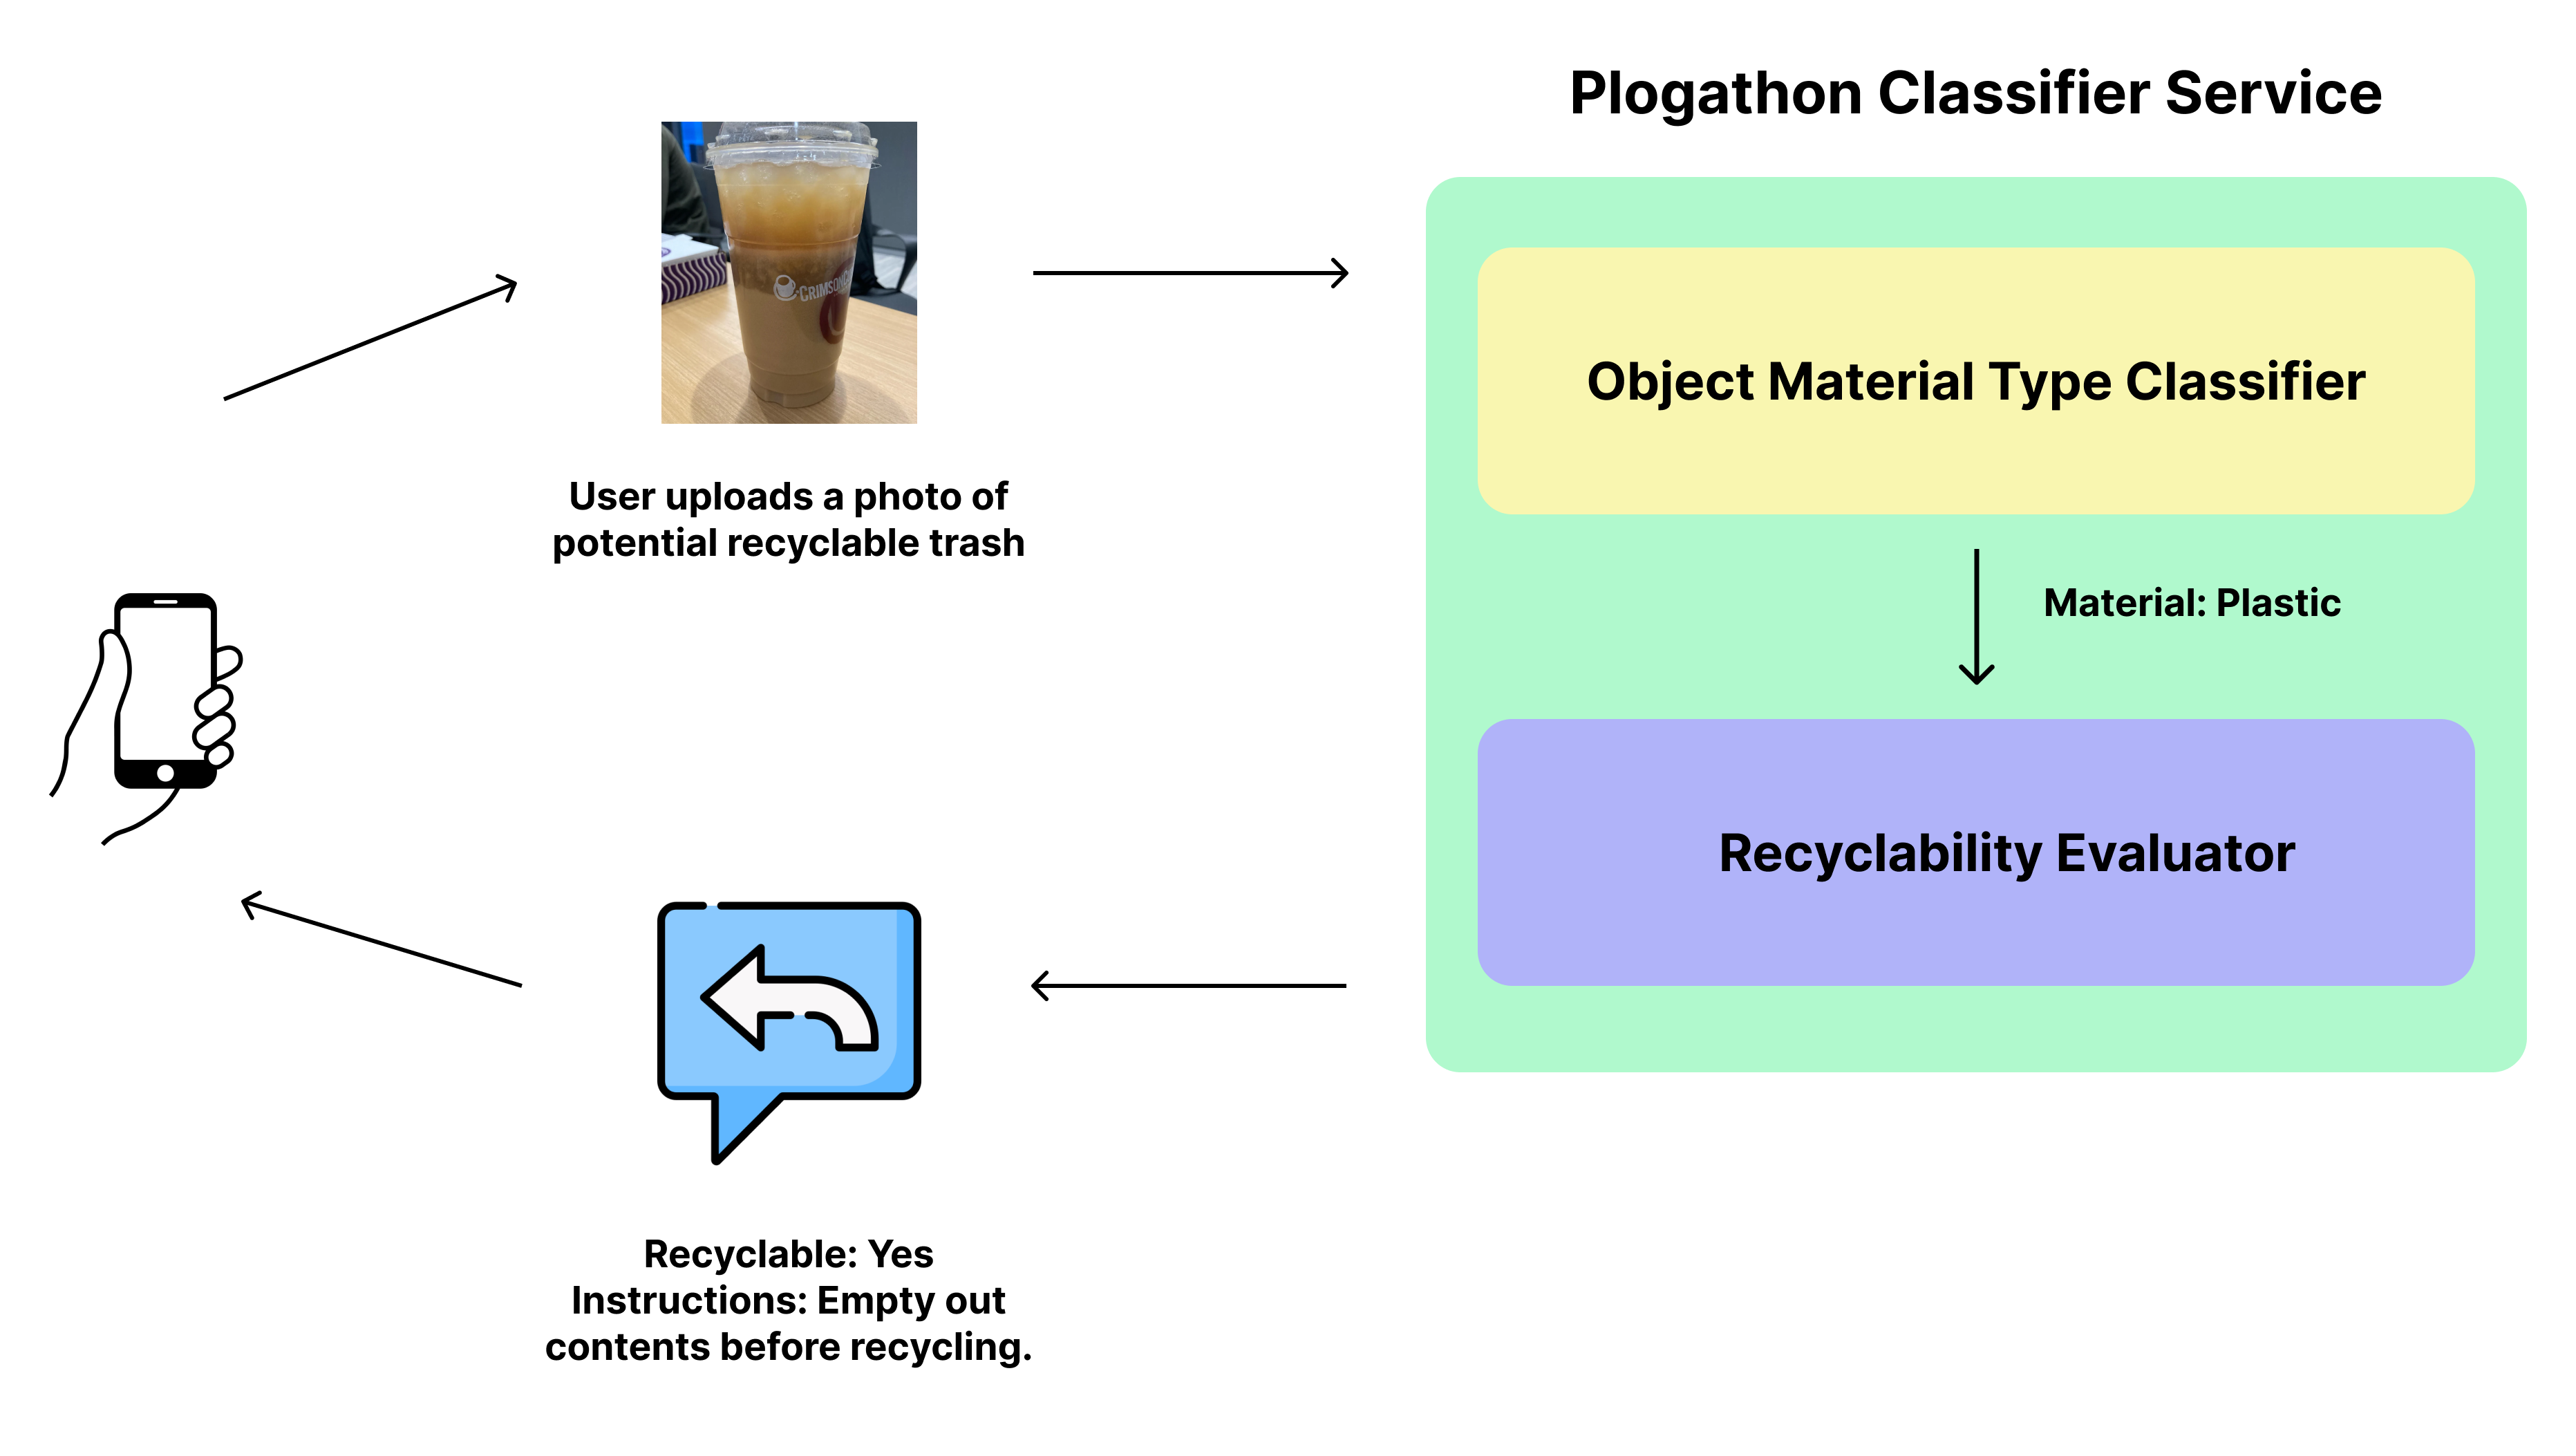 Plogathon Classifier Service
CRIMSON
User uploads a photo of
potential recyclable trash
Object Material Type Classifier
Material: Plastic
Recyclability Evaluator
Recyclable: Yes
Instructions: Empty out
contents before recycling.